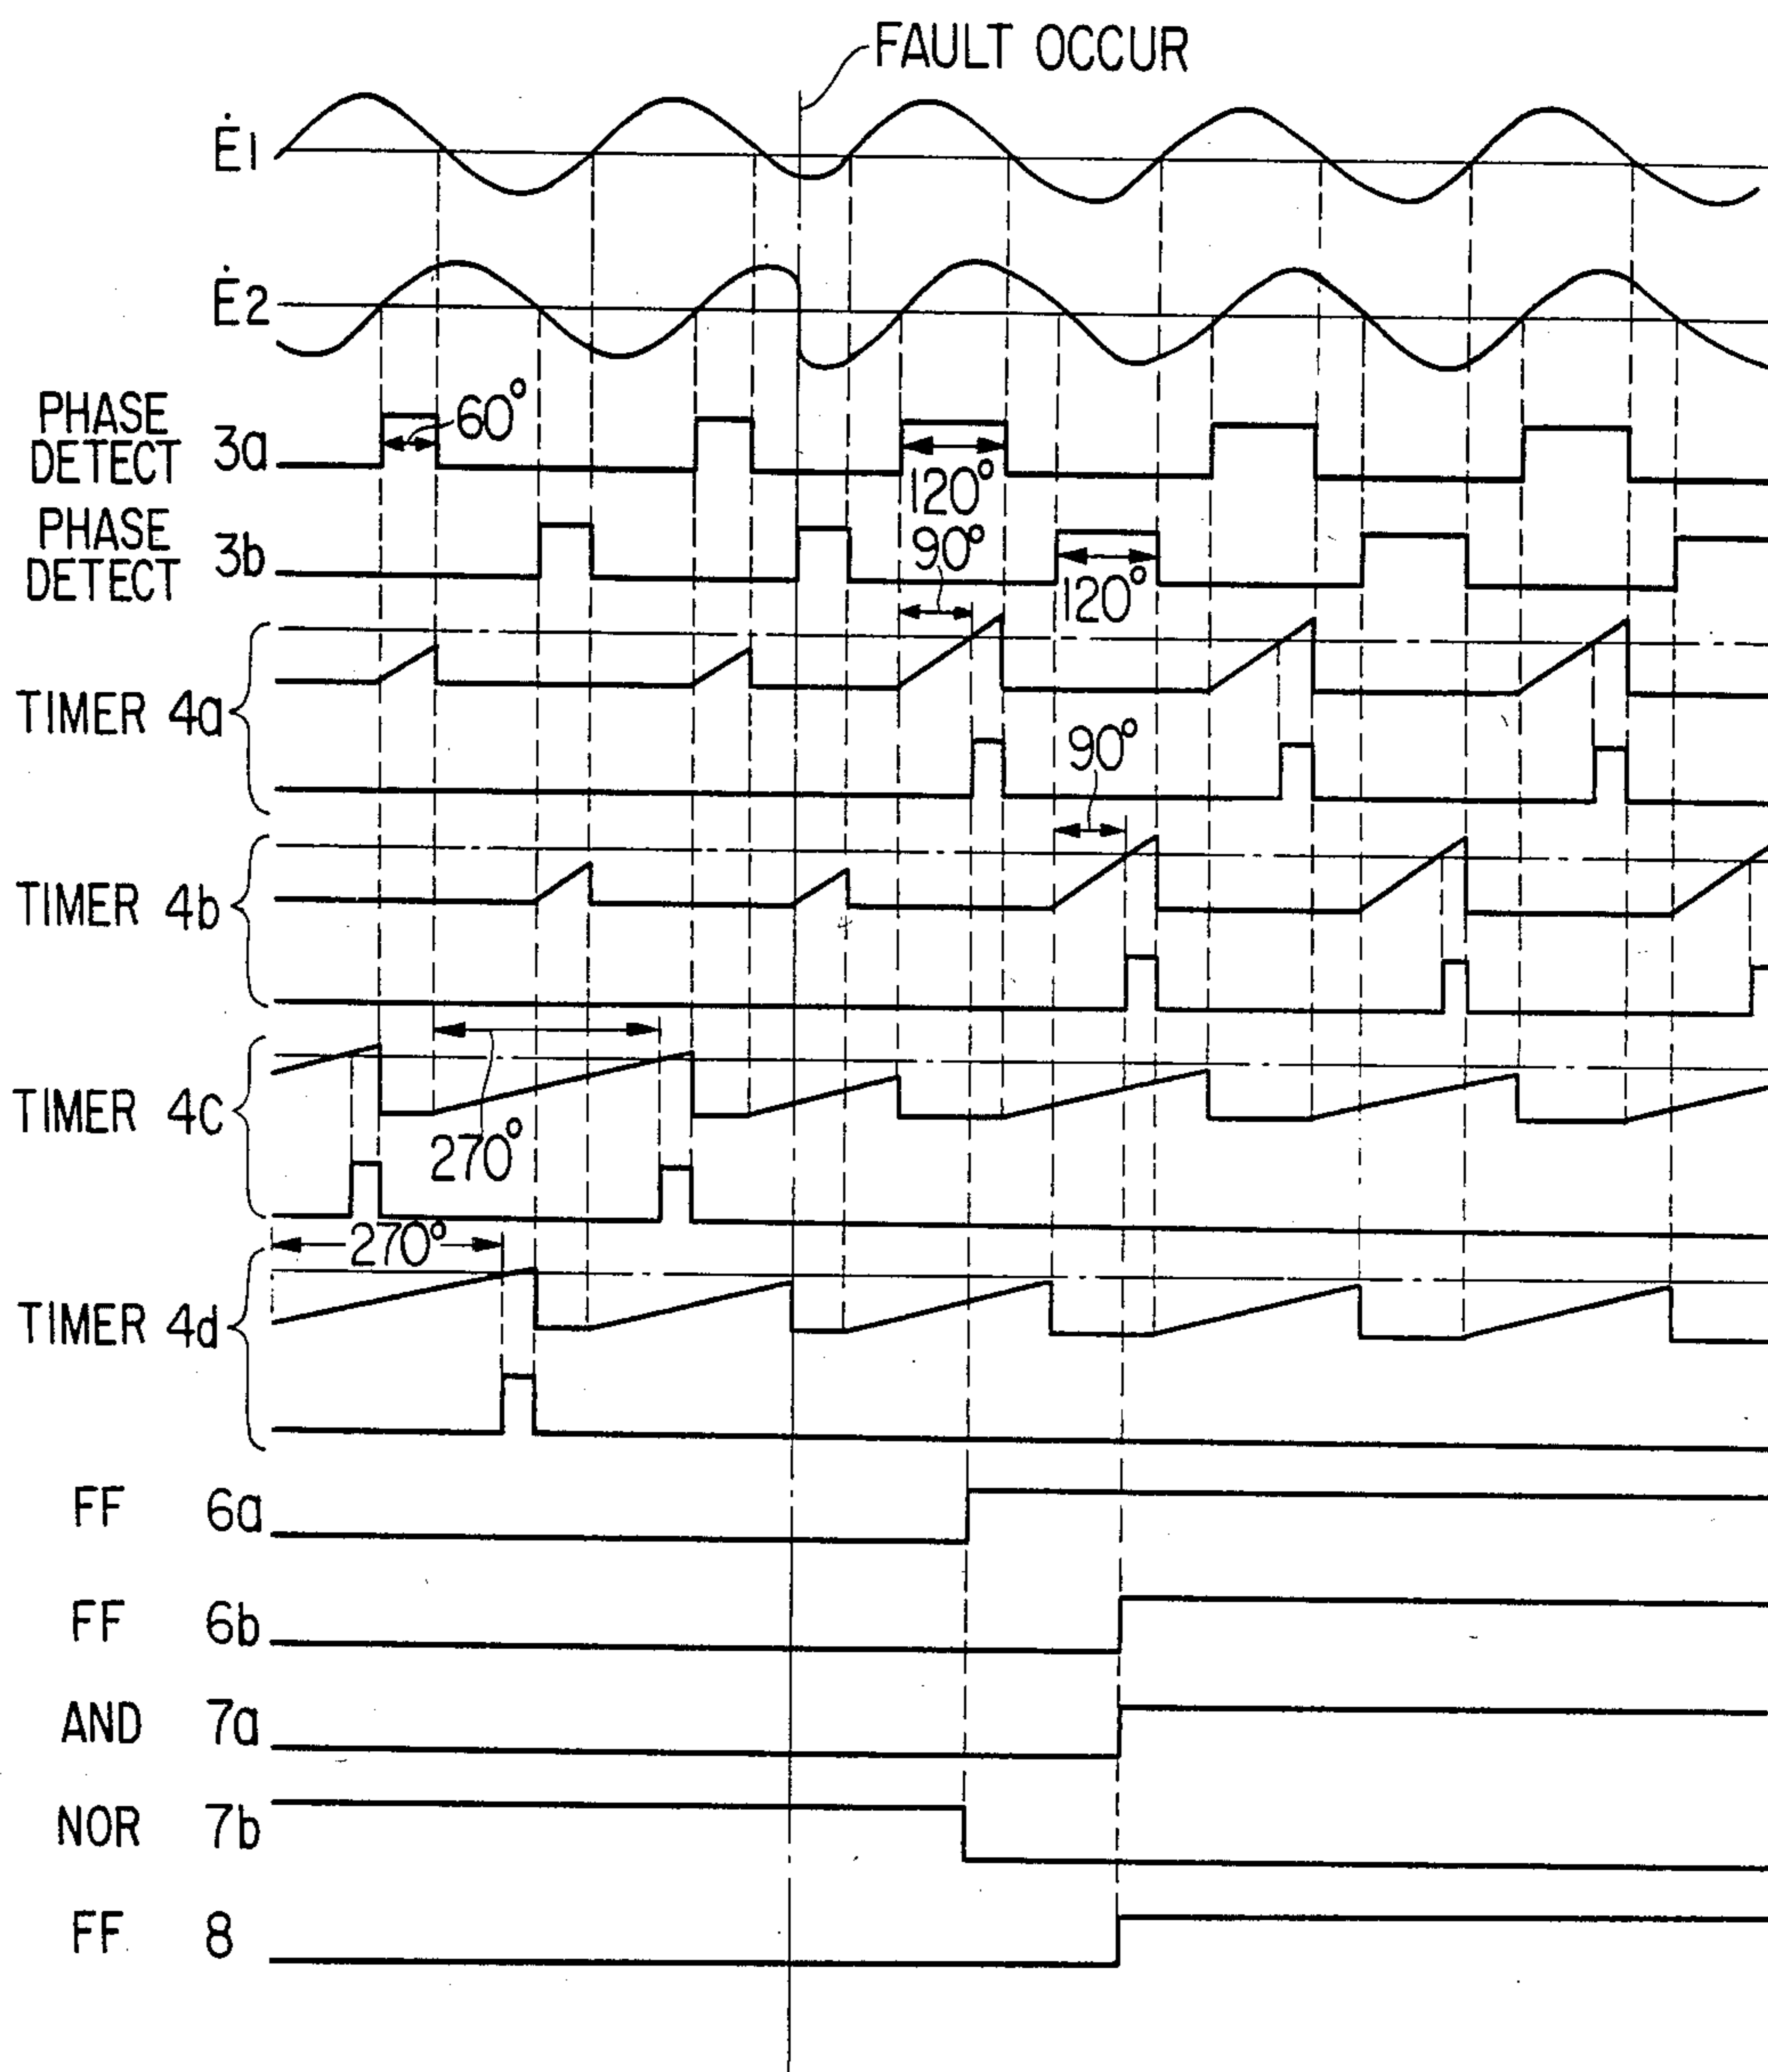 FAULT OCCUR
Ė1
Ė2
PHASE DETECT 3a
60°
120°
PHASE DETECT 3b
90°
120°
TIMER 4a
90°
TIMER 4b
TIMER 4c
270°
270°
TIMER 4d
FF 6a
FF 6b
AND 7a
NOR 7b
FF 8